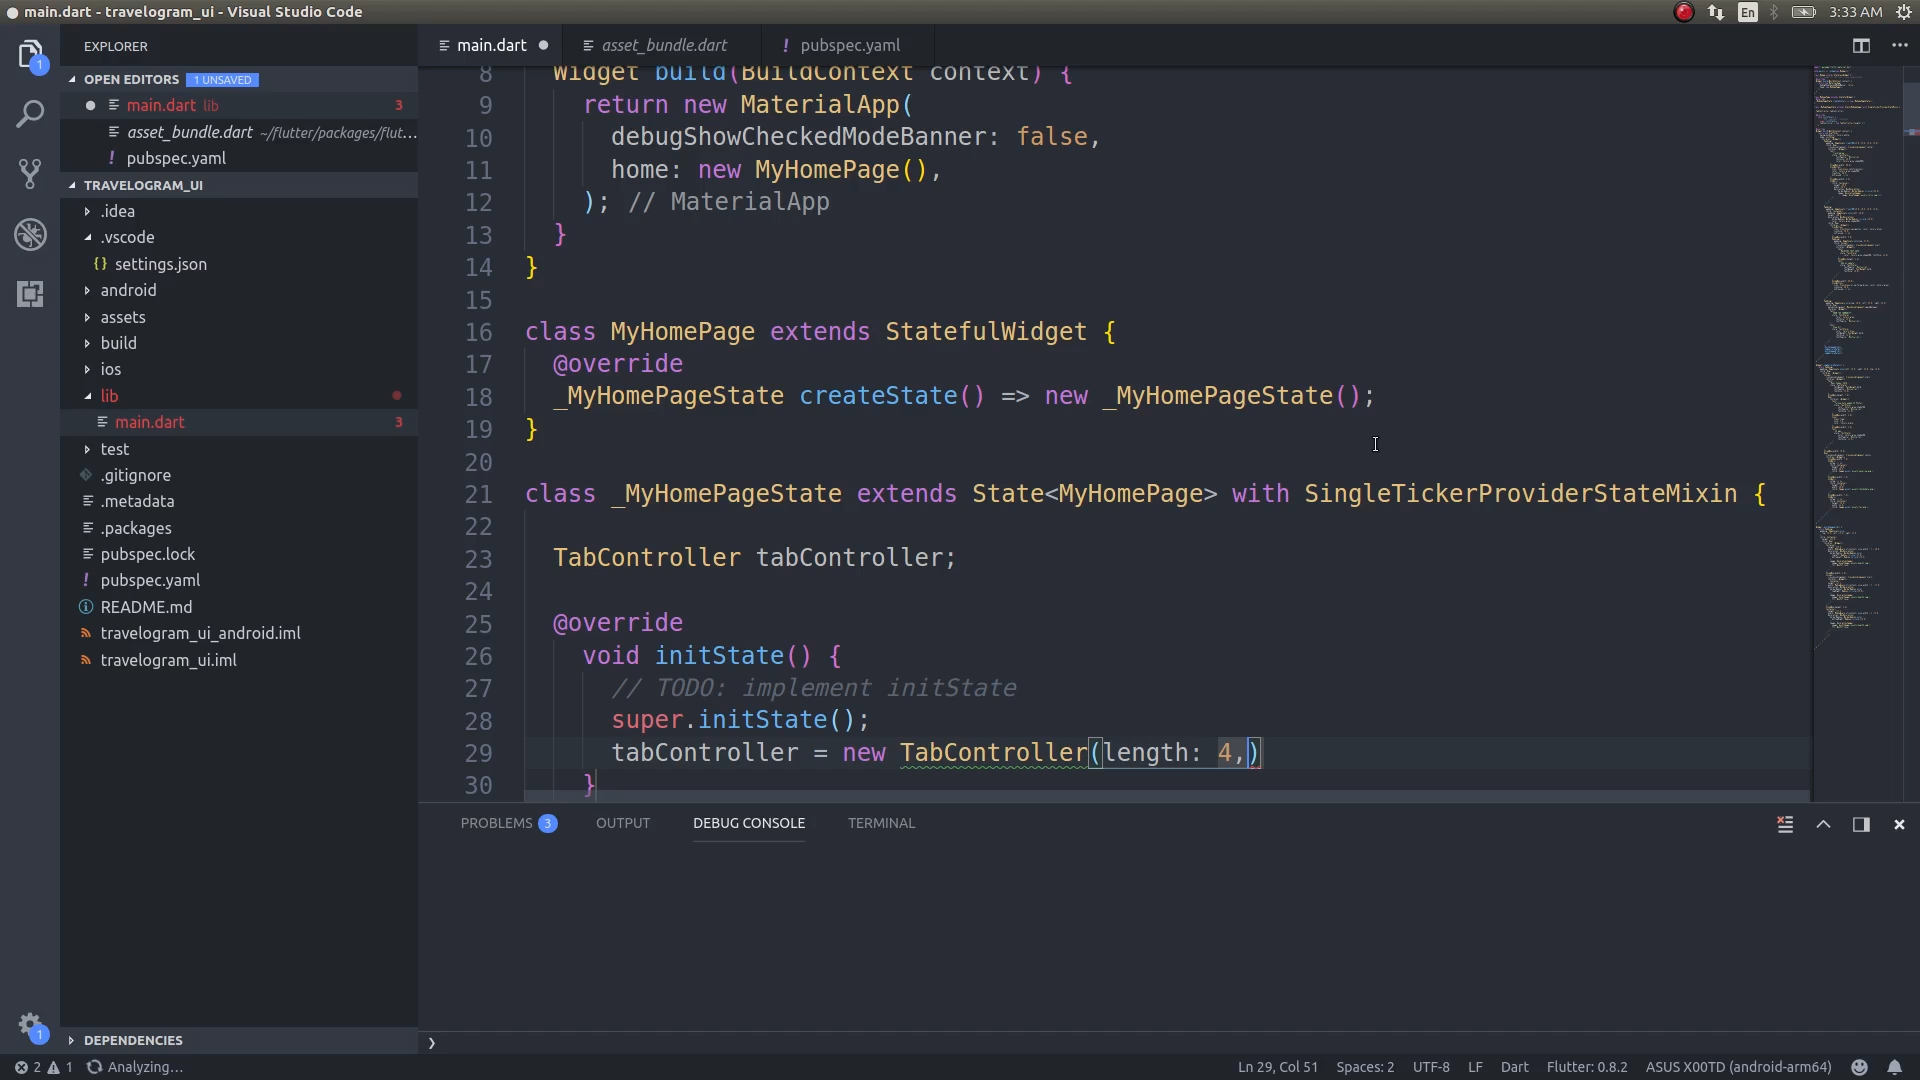 main.dart - travelogram_ui - Visual Studio Code
En
3:33 AM
EXPLORER
OPEN EDITORS 1 UNSAVED
main.dart lib 3
asset_bundle.dart ~/flutter/packages/flut...
! pubspec.yaml
TRAVELOGRAM_UI
.idea
.vscode
{} settings.json
android
assets
build
ios
lib
main.dart 3
test
.gitignore
.metadata
.packages
pubspec.lock
! pubspec.yaml
README.md
travelogram_ui_android.iml
travelogram_ui.iml
DEPENDENCIES
1
1
main.dart
asset_bundle.dart
! pubspec.yaml
8 Widget build(BuildContext context) {
9 return new MaterialApp(
10 debugShowCheckedModeBanner: false,
11 home: new MyHomePage(),
12 ); // MaterialApp
13 }
14 }
15
16 class MyHomePage extends StatefulWidget {
17 @override
18 _MyHomePageState createState() => new _MyHomePageState();
19 }
20
21 class _MyHomePageState extends State<MyHomePage> with SingleTickerProviderStateMixin {
22
23 TabController tabController;
24
25 @override
26 void initState() {
27 // TODO: implement initState
28 super.initState();
29 tabController = new TabController(length: 4,)
30 }
PROBLEMS 3 OUTPUT DEBUG CONSOLE TERMINAL
2 1 Analyzing...
Ln 29, Col 51 Spaces: 2 UTF-8 LF Dart Flutter: 0.8.2 ASUS X00TD (android-arm64)